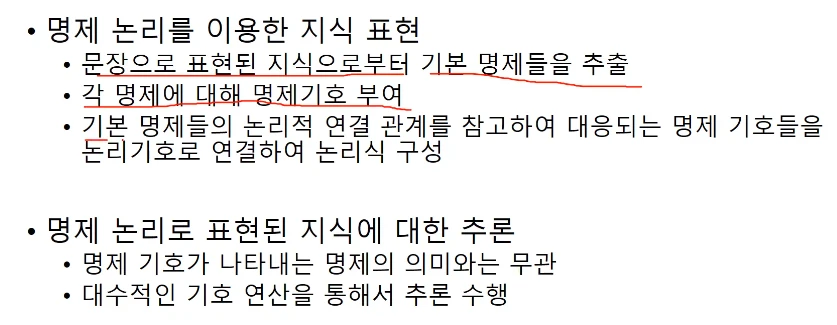 • 명제 논리를 이용한 지식 표현
• 문장으로 표현된 지식으로부터 기본 명제들을 추출
• 각 명제에 대해 명제기호 부여
• 기본 명제들의 논리적 연결 관계를 참고하여 대응되는 명제 기호들을
논리기호로 연결하여 논리식 구성
• 명제 논리로 표현된 지식에 대한 추론
• 명제 기호가 나타내는 명제의 의미와는 무관
• 대수적인 기호 연산을 통해서 추론 수행